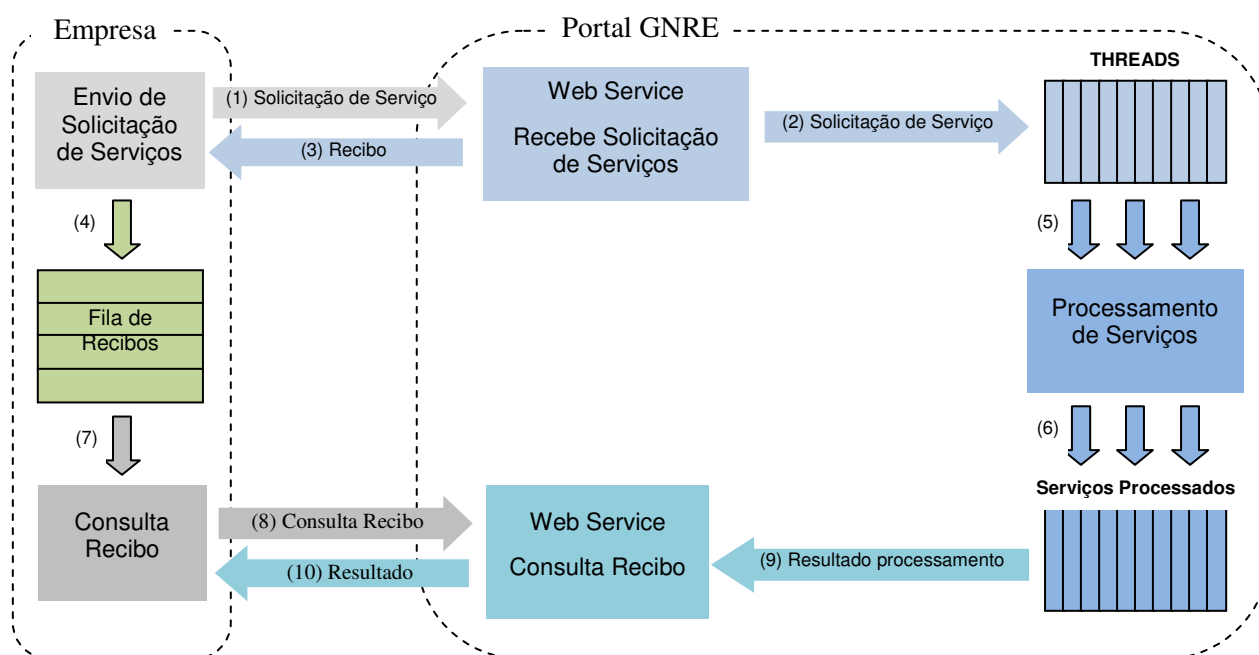 Empresa
Portal GNRE
THREADS
Envio de
Solicitação
de Serviços
(1) Solicitação de Serviço
(3) Recibo
Web Service
Recebe Solicitação
de Serviços
(2) Solicitação de Serviço
(4)
(5)
Fila de
Recibos
Processamento
de Serviços
(7)
(6)
Serviços Processados
Consulta
Recibo
(8) Consulta Recibo
(10) Resultado
Web Service
Consulta Recibo
(9) Resultado processamento